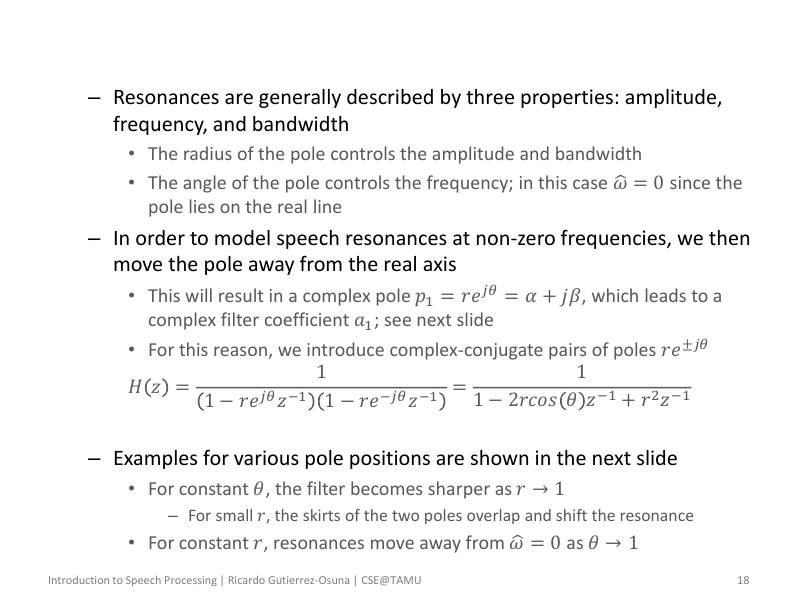 – Resonances are generally described by three properties: amplitude,
frequency, and bandwidth
• The radius of the pole controls the amplitude and bandwidth
• The angle of the pole controls the frequency; in this case ω̂ = 0 since the
pole lies on the real line
– In order to model speech resonances at non-zero frequencies, we then
move the pole away from the real axis
• This will result in a complex pole p₁ = re^{jθ} = α + jβ, which leads to a
complex filter coefficient a₁; see next slide
• For this reason, we introduce complex-conjugate pairs of poles re^{±jθ}
H(z) = 1 / ((1 − re^{jθ}z^{−1})(1 − re^{−jθ}z^{−1})) = 1 / (1 − 2rcos(θ)z^{−1} + r²z^{−1})
– Examples for various pole positions are shown in the next slide
• For constant θ, the filter becomes sharper as r → 1
– For small r, the skirts of the two poles overlap and shift the resonance
• For constant r, resonances move away from ω̂ = 0 as θ → 1
Introduction to Speech Processing | Ricardo Gutierrez-Osuna | CSE@TAMU 18